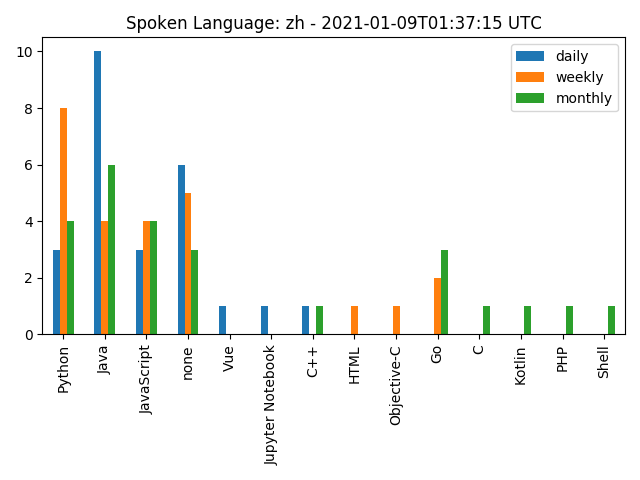 Spoken Language: zh - 2021-01-09T01:37:15 UTC
daily
weekly
monthly
10
8
6
4
2
0
Python
Java
JavaScript
none
Vue
Jupyter Notebook
C++
HTML
Objective-C
Go
C
Kotlin
PHP
Shell